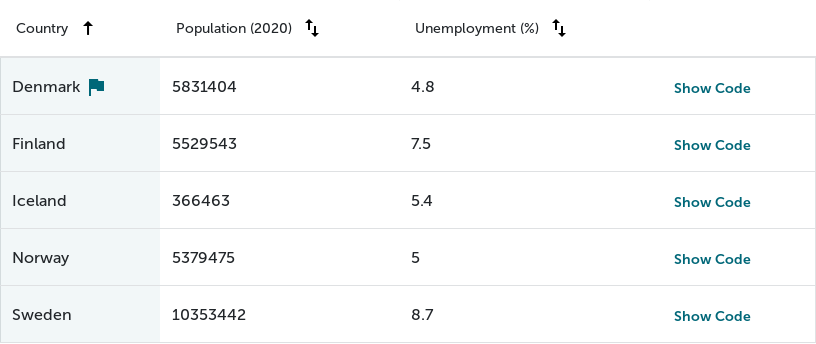 Country Population (2020) Unemployment (%)
Denmark 5831404 4.8 Show Code
Finland 5529543 7.5 Show Code
Iceland 366463 5.4 Show Code
Norway 5379475 5 Show Code
Sweden 10353442 8.7 Show Code